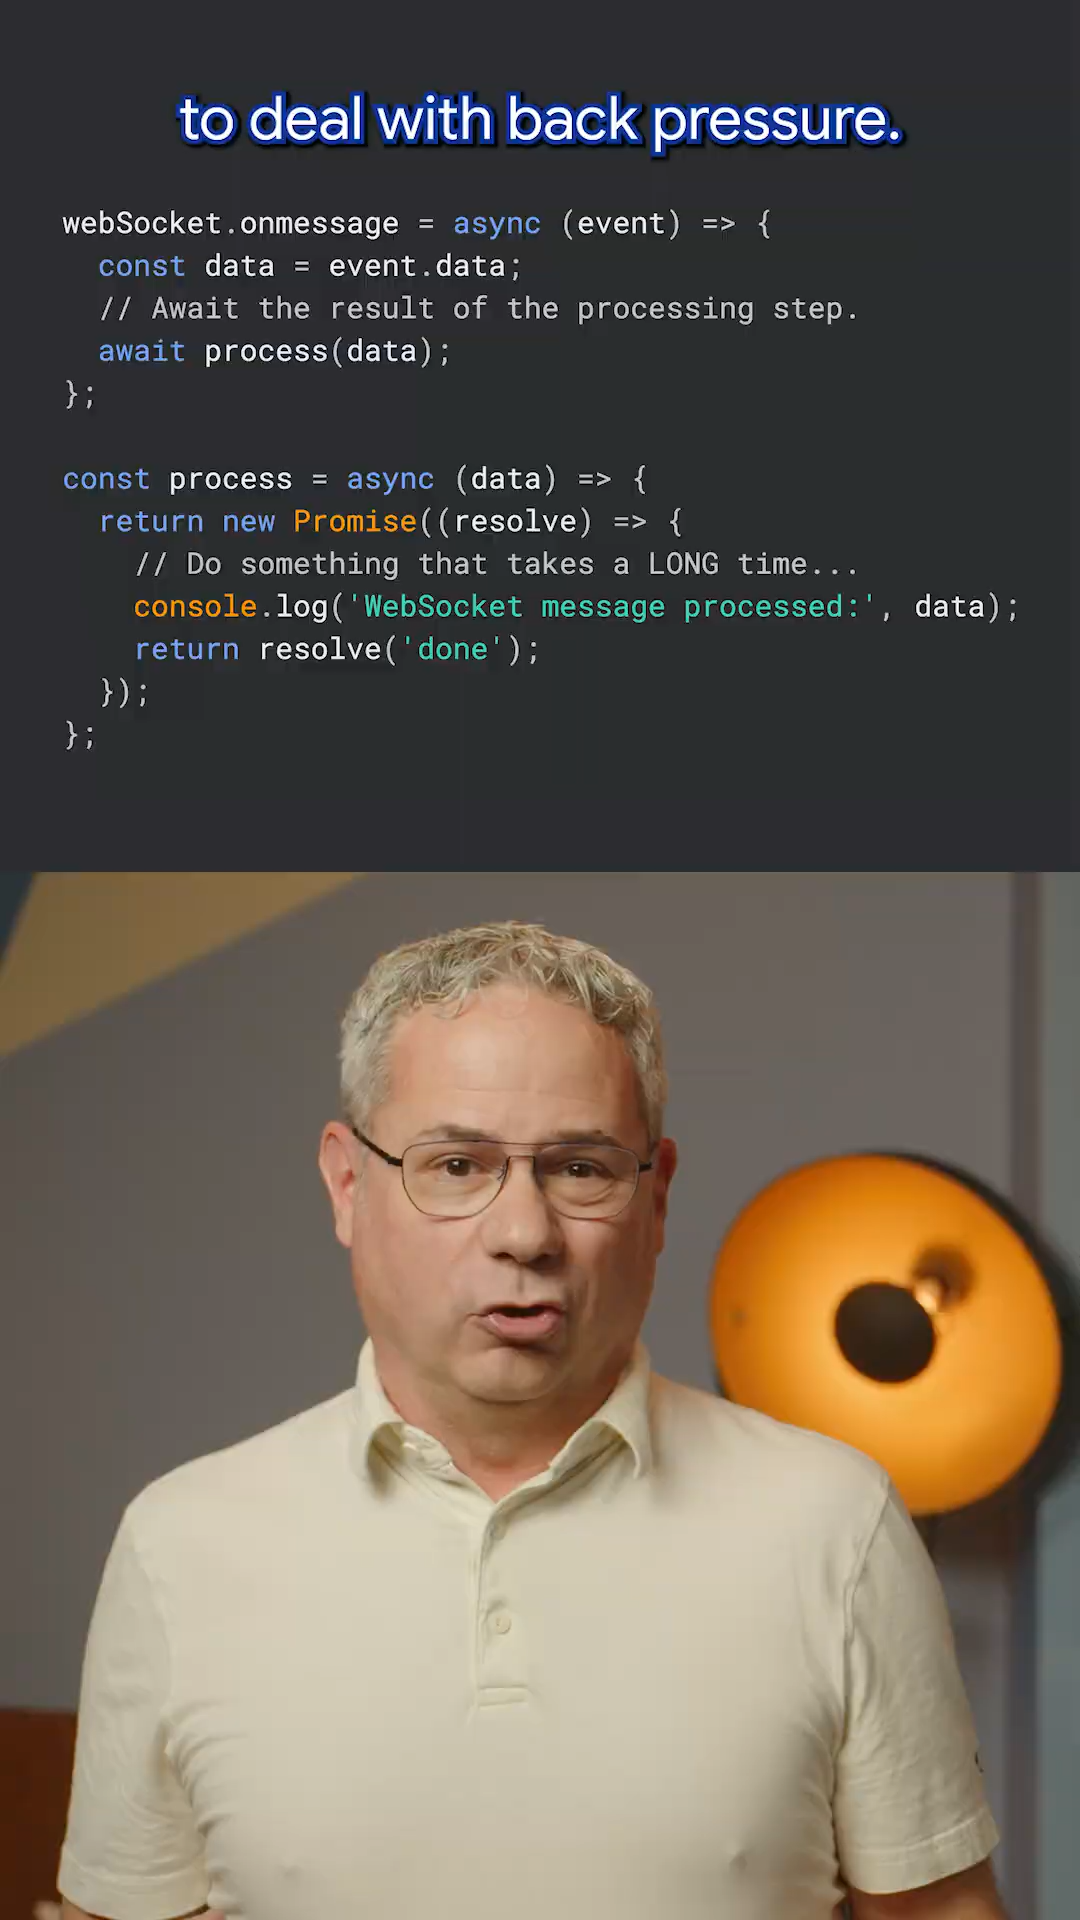 to deal with back pressure.
webSocket.onmessage = async (event) => {
  const data = event.data;
  // Await the result of the processing step.
  await process(data);
};

const process = async (data) => {
  return new Promise((resolve) => {
    // Do something that takes a LONG time...
    console.log('WebSocket message processed:', data);
    return resolve('done');
  });
};